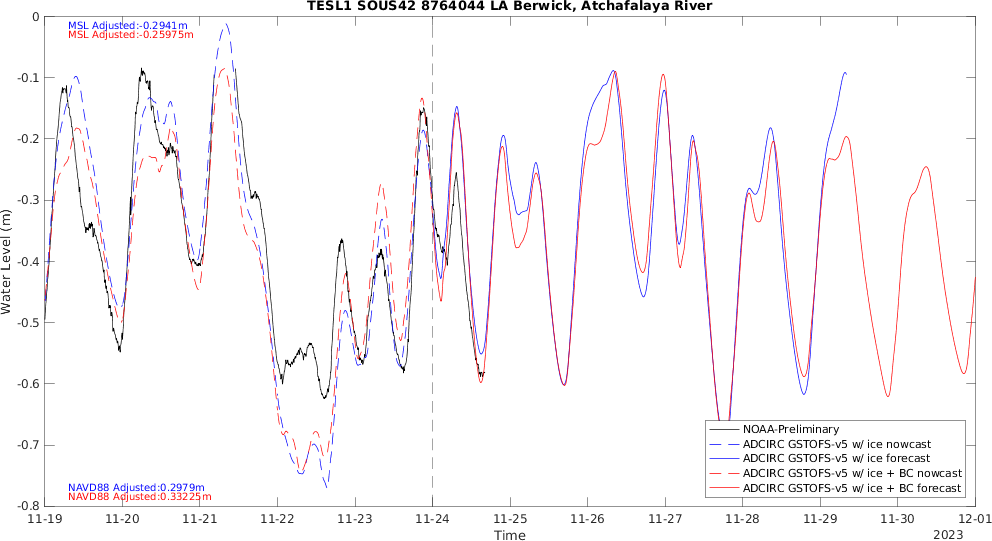 TESL1 SOUS42 8764044 LA Berwick, Atchafalaya River
MSL Adjusted:-0.2941m
MSL Adjusted:-0.25975m
0
-0.1
-0.2
-0.3
-0.4
-0.5
-0.6
-0.7
-0.8
Water Level (m)
NOAA-Preliminary
ADCIRC GSTOFS-v5 w/ ice nowcast
ADCIRC GSTOFS-v5 w/ ice forecast
ADCIRC GSTOFS-v5 w/ ice + BC nowcast
ADCIRC GSTOFS-v5 w/ ice + BC forecast
NAVD88 Adjusted:0.2979m
NAVD88 Adjusted:0.33225m
11-19 11-20 11-21 11-22 11-23 11-24 11-25 11-26 11-27 11-28 11-29 11-30 12-01
Time
2023